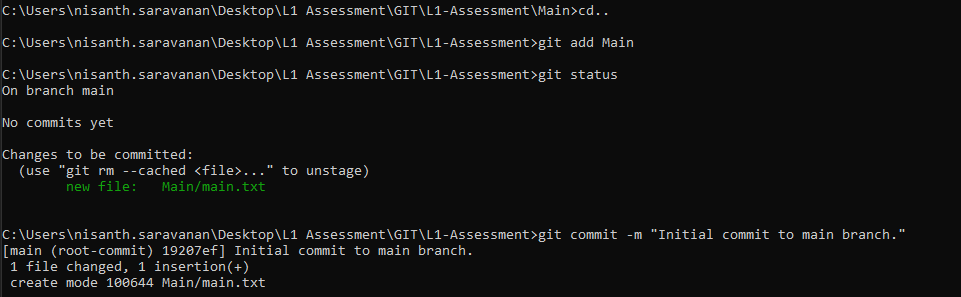 C:\Users\nisanth.saravanan\Desktop\L1 Assessment\GIT\L1-Assessment\Main>cd..
C:\Users\nisanth.saravanan\Desktop\L1 Assessment\GIT\L1-Assessment>git add Main
C:\Users\nisanth.saravanan\Desktop\L1 Assessment\GIT\L1-Assessment>git status
On branch main
No commits yet
Changes to be committed:
  (use "git rm --cached <file>..." to unstage)
        new file:   Main/main.txt
C:\Users\nisanth.saravanan\Desktop\L1 Assessment\GIT\L1-Assessment>git commit -m "Initial commit to main branch."
[main (root-commit) 19207ef] Initial commit to main branch.
 1 file changed, 1 insertion(+)
 create mode 100644 Main/main.txt